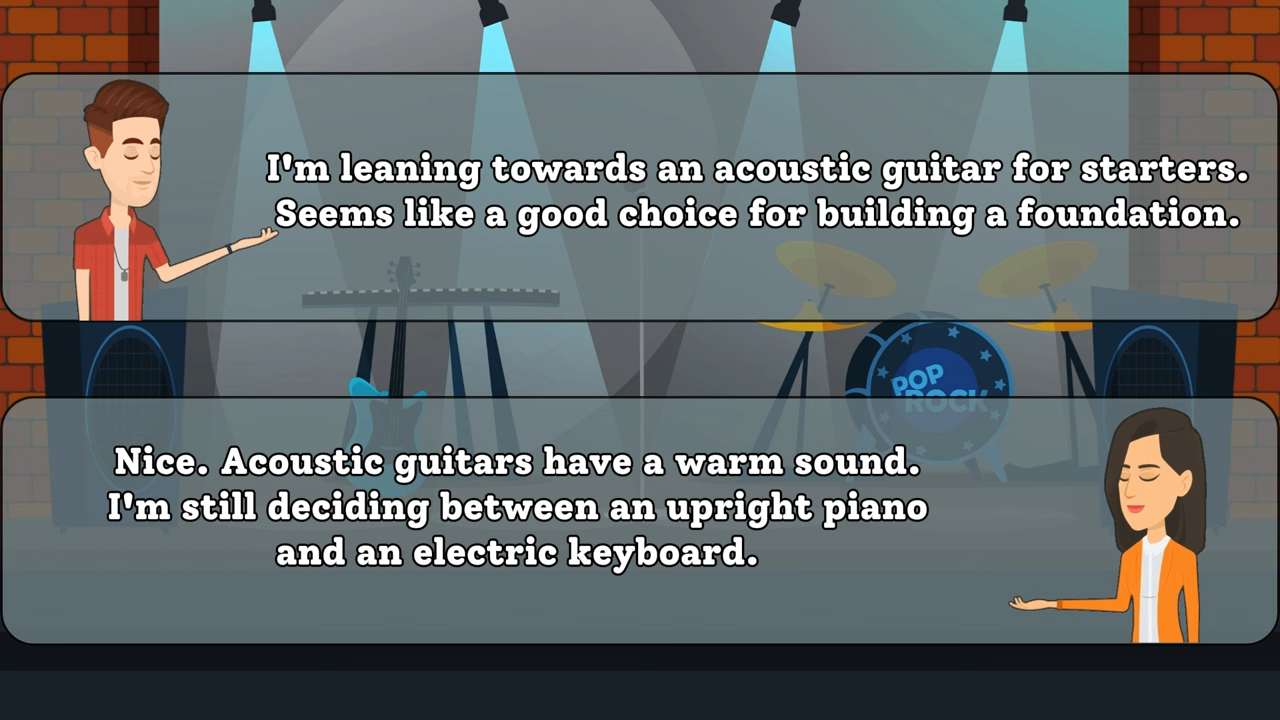 I'm leaning towards an acoustic guitar for starters.
Seems like a good choice for building a foundation.
POP
ROCK
Nice. Acoustic guitars have a warm sound.
I'm still deciding between an upright piano
and an electric keyboard.